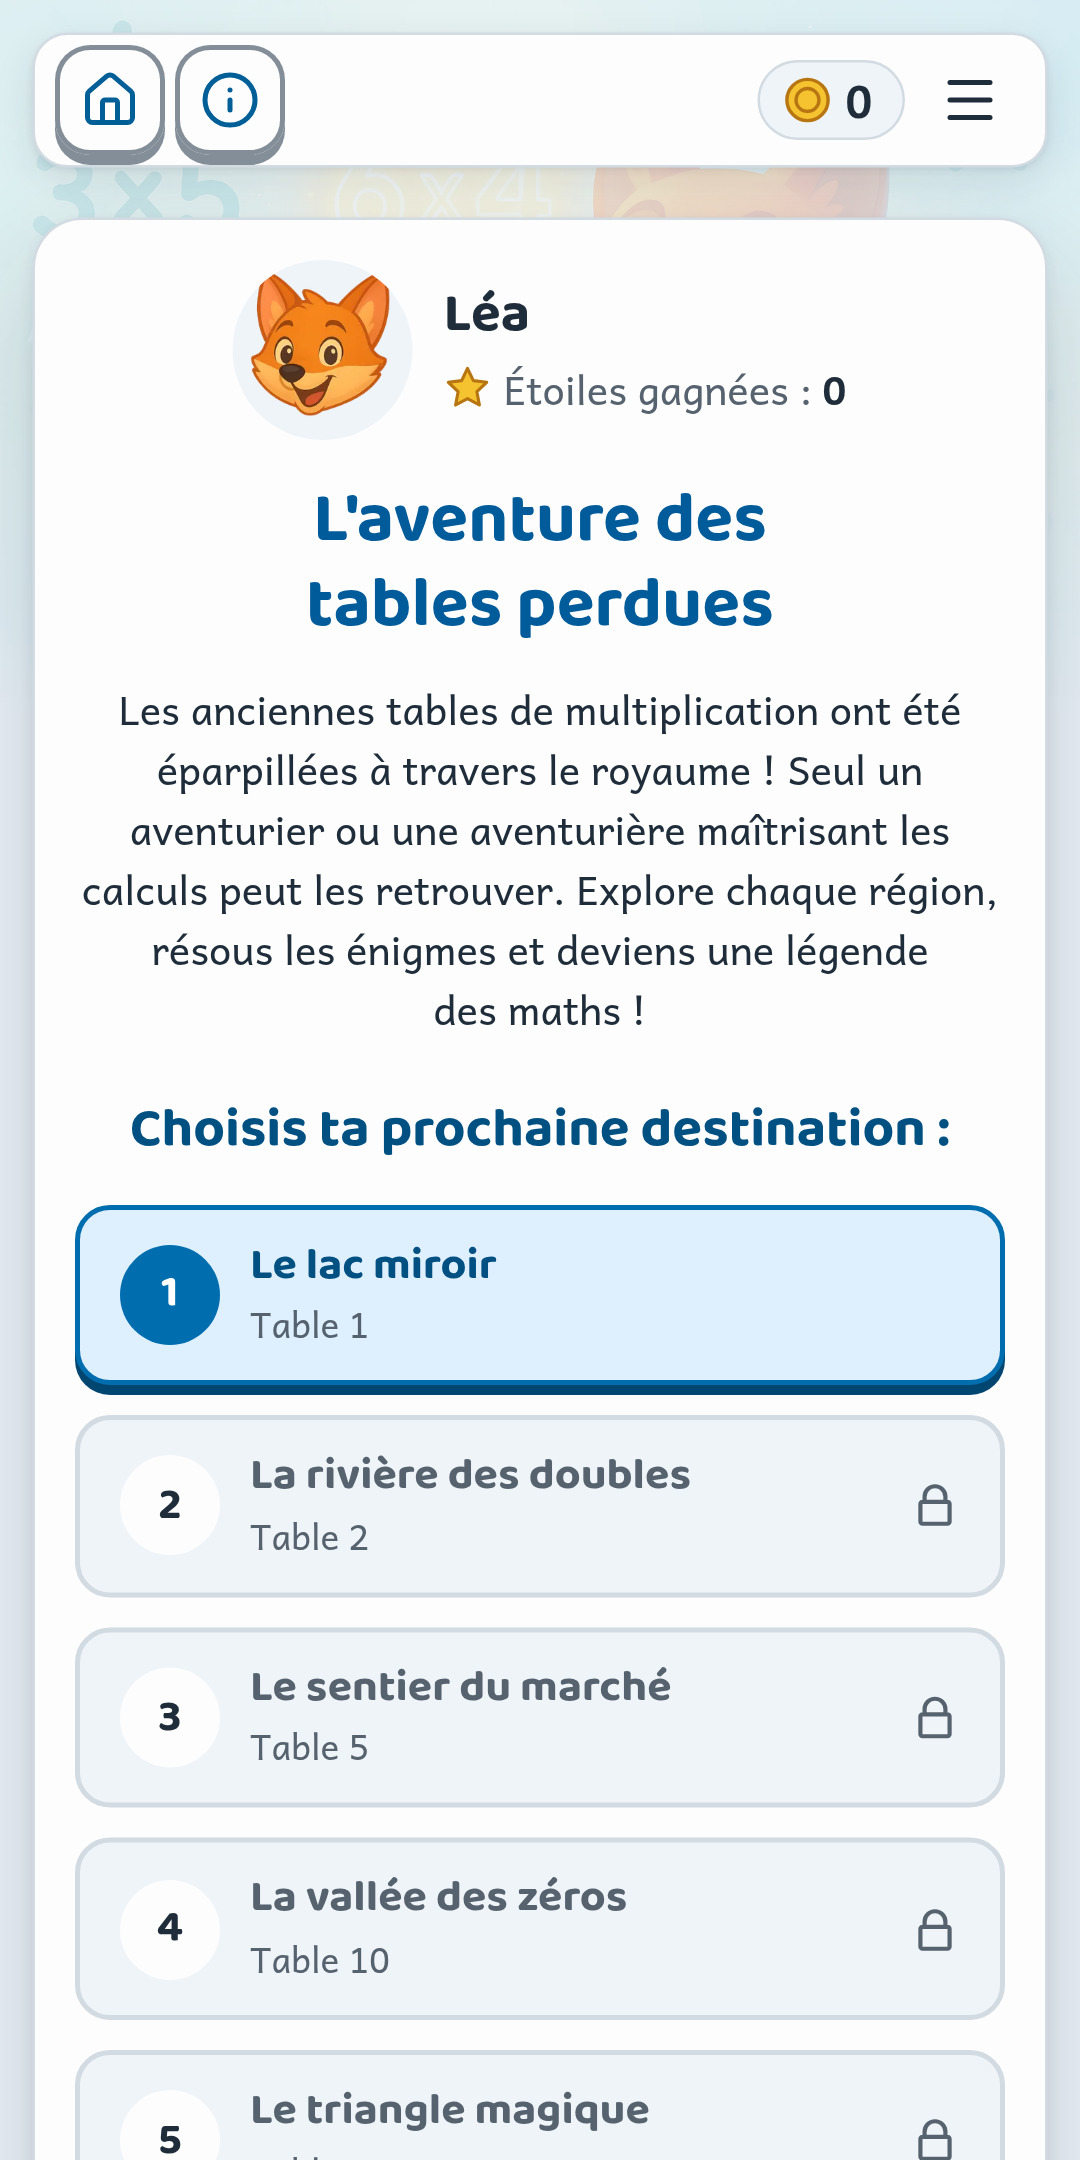 0
3×5
6×4
Léa
Étoiles gagnées : 0
L'aventure des
tables perdues
Les anciennes tables de multiplication ont été
éparpillées à travers le royaume ! Seul un
aventurier ou une aventurière maîtrisant les
calculs peut les retrouver. Explore chaque région,
résous les énigmes et deviens une légende
des maths !
Choisis ta prochaine destination :
1
Le lac miroir
Table 1
2
La rivière des doubles
Table 2
3
Le sentier du marché
Table 5
4
La vallée des zéros
Table 10
5
Le triangle magique